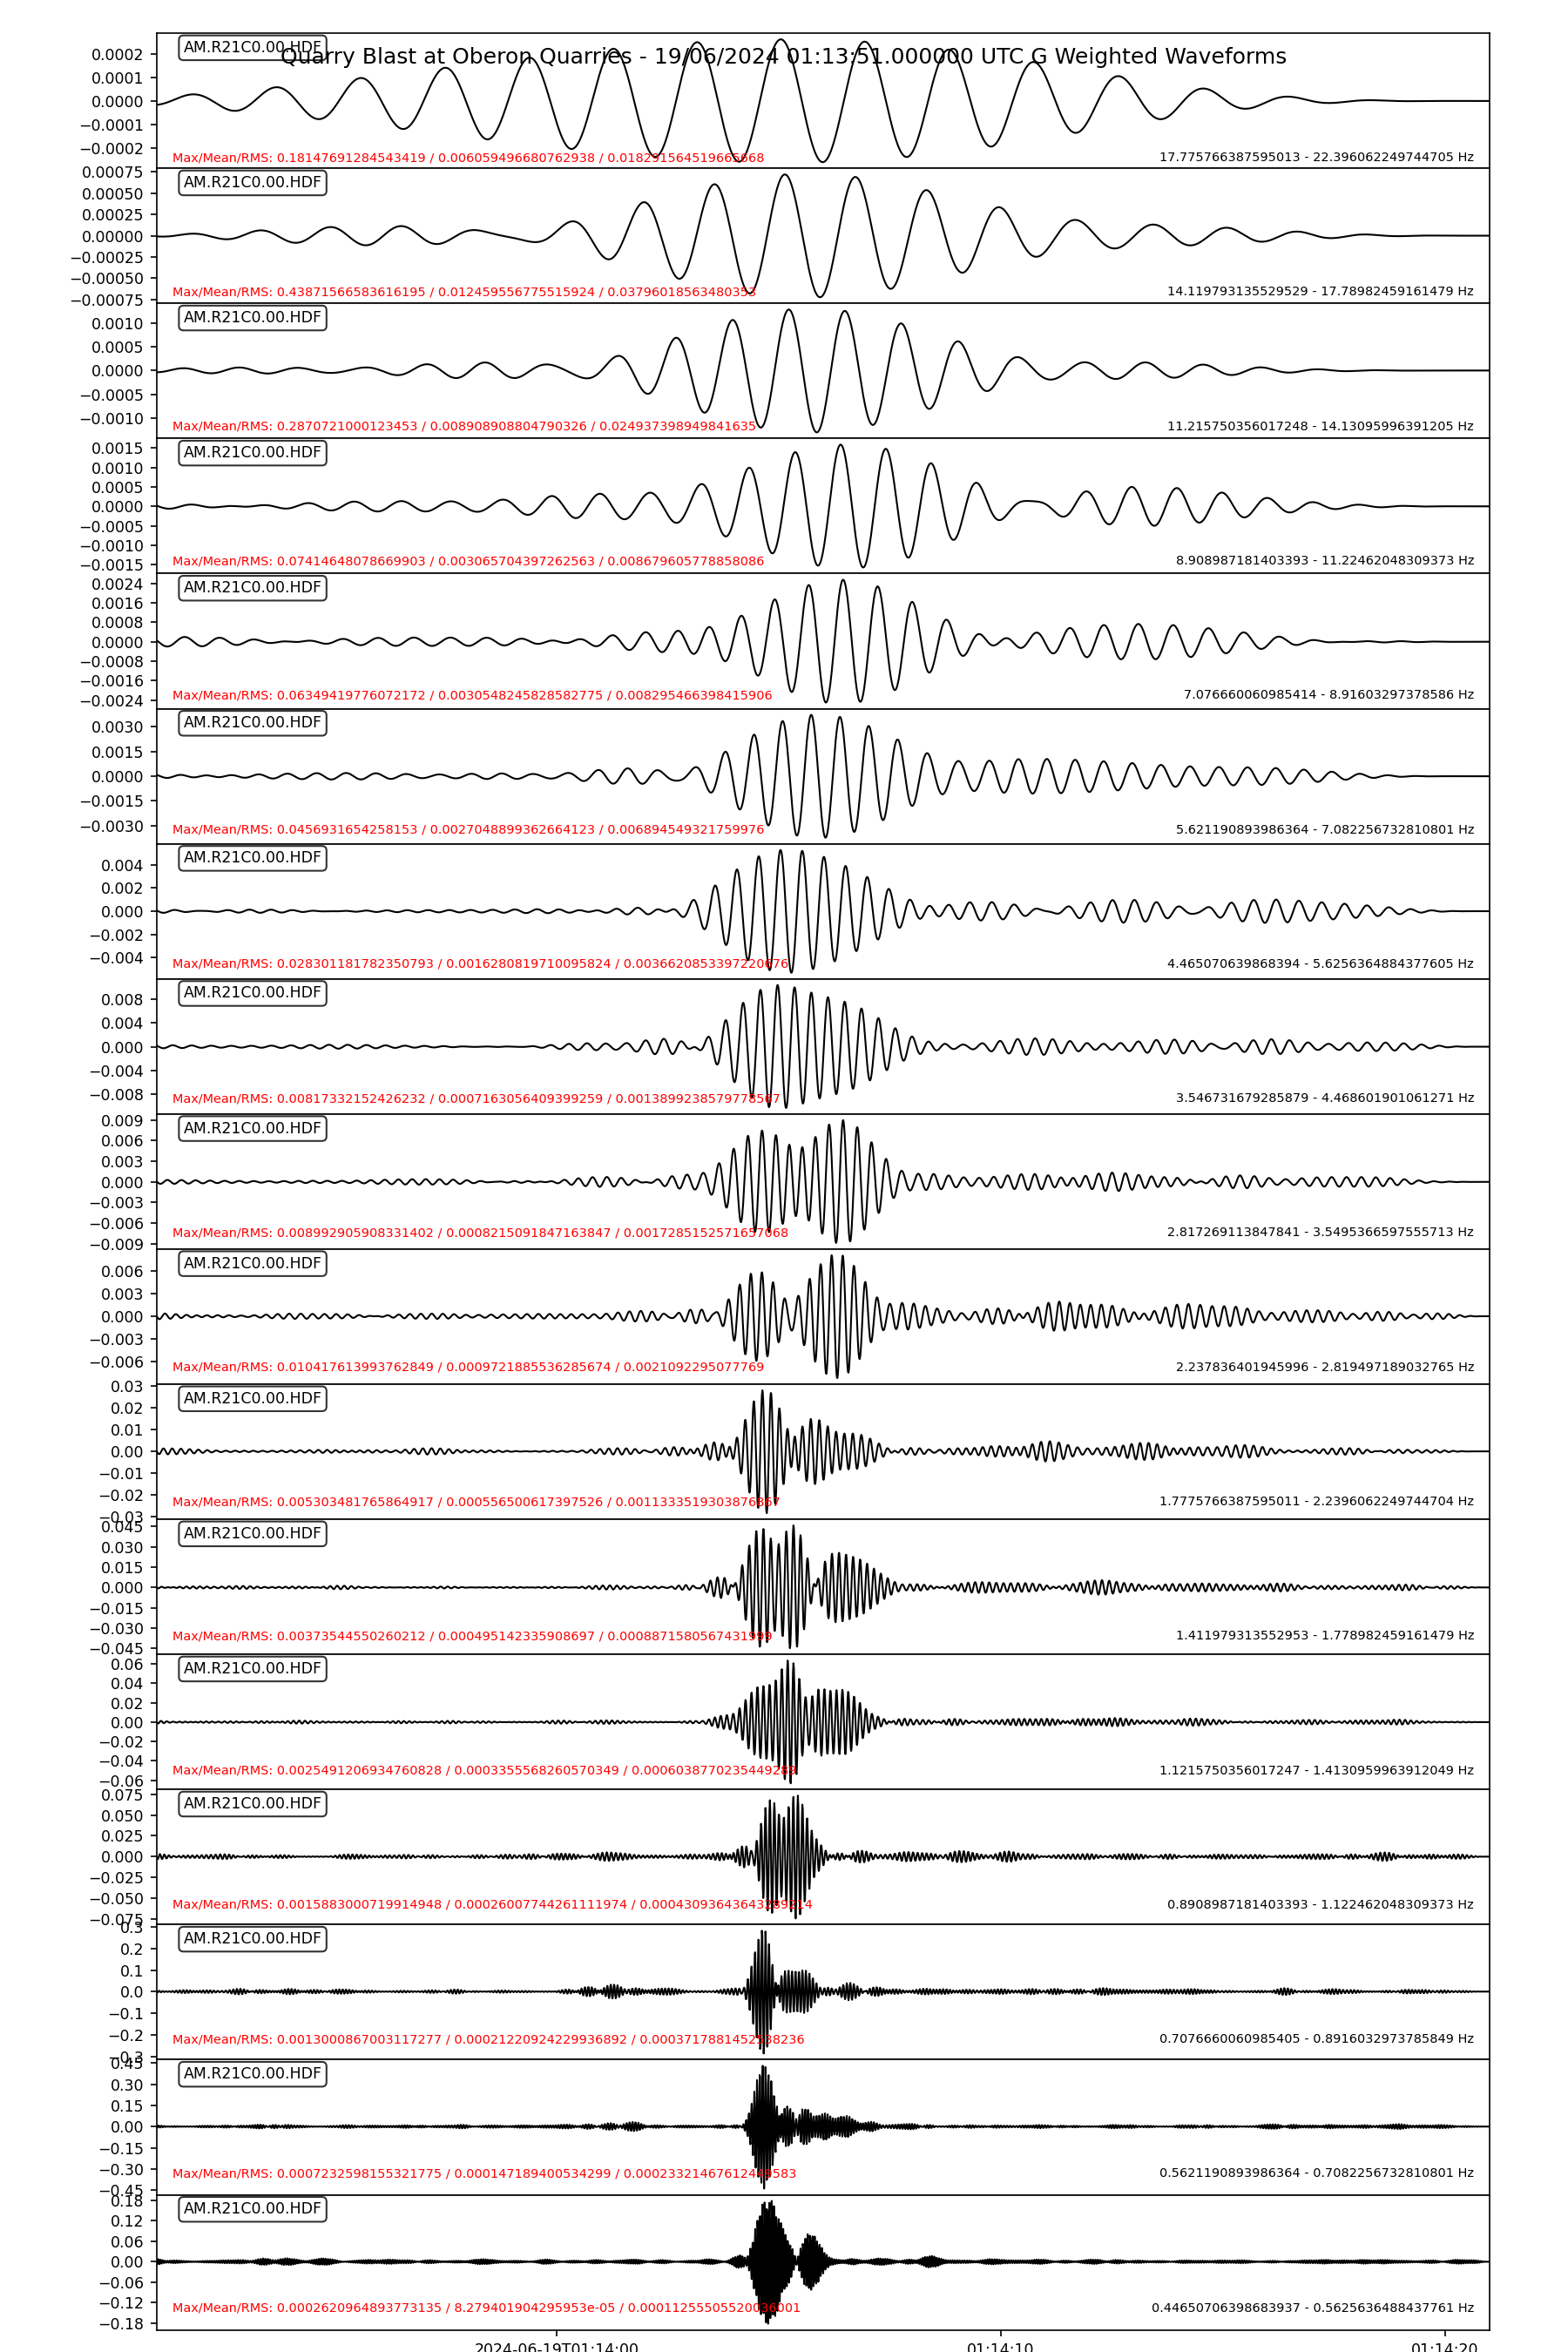 Quarry Blast at Oberon Quarries - 19/06/2024 01:13:51.000000 UTC G Weighted Waveforms
AM.R21C0.00.HDF
0.0002
0.0001
0.0000
−0.0001
−0.0002
Max/Mean/RMS: 0.18147691284543419 / 0.006059496680762938 /
17.775766387595013 - 22.396062249744705 Hz
AM.R21C0.00.HDF
0.00075
0.00050
0.00025
0.00000
−0.00025
−0.00050
−0.00075
Max/Mean/RMS: 0.43871566583616195 / 0.012459556775515924 / 0.03796018563480353
14.119793135529529 - 17.78982459161479 Hz
AM.R21C0.00.HDF
0.0010
0.0005
0.0000
−0.0005
−0.0010
Max/Mean/RMS: 0.2870721000123453 / 0.008908908804790326 / 0.024937398949841635
11.215750356017248 - 14.13095996391205 Hz
AM.R21C0.00.HDF
0.0015
0.0010
0.0005
0.0000
−0.0005
−0.0010
−0.0015
Max/Mean/RMS: 0.07414648078669903 / 0.003065704397262563 / 0.008679605778858086
8.908987181403393 - 11.22462048309373 Hz
AM.R21C0.00.HDF
0.0024
0.0016
0.0008
0.0000
−0.0008
−0.0016
−0.0024
Max/Mean/RMS: 0.06349419776072172 / 0.0030548245828582775 / 0.008295466398415906
7.076660060985414 - 8.91603297378586 Hz
AM.R21C0.00.HDF
0.0030
0.0015
0.0000
−0.0015
−0.0030
Max/Mean/RMS: 0.0456931654258153 / 0.0027048899362664123 / 0.006894549321759976
5.621190893986364 - 7.082256732810801 Hz
AM.R21C0.00.HDF
0.004
0.002
0.000
−0.002
−0.004
Max/Mean/RMS: 0.028301181782350793 / 0.0016280819710095824 / 0.0036620853397220676
4.465070639868394 - 5.6256364884377605 Hz
AM.R21C0.00.HDF
0.008
0.004
0.000
−0.004
−0.008
Max/Mean/RMS: 0.00817332152426232 / 0.0007163056409399259 /
3.546731679285879 - 4.468601901061271 Hz
AM.R21C0.00.HDF
0.009
0.006
0.003
0.000
−0.003
−0.006
−0.009
Max/Mean/RMS: 0.008992905908331402 / 0.0008215091847163847 /
2.817269113847841 - 3.5495366597555713 Hz
AM.R21C0.00.HDF
0.006
0.003
0.000
−0.003
−0.006
Max/Mean/RMS: 0.010417613993762849 / 0.0009721885536285674 / 0.0021092295077769
2.237836401945996 - 2.819497189032765 Hz
AM.R21C0.00.HDF
0.03
0.02
0.01
0.00
−0.01
−0.02
−0.03
Max/Mean/RMS: 0.005303481765864917 / 0.000556500617397526 /
1.7775766387595011 - 2.2396062249744704 Hz
AM.R21C0.00.HDF
0.045
0.030
0.015
0.000
−0.015
−0.030
−0.045
Max/Mean/RMS: 0.00373544550260212 / 0.000495142335908697 /
1.411979313552953 - 1.778982459161479 Hz
AM.R21C0.00.HDF
0.06
0.04
0.02
0.00
−0.02
−0.04
−0.06
Max/Mean/RMS: 0.0025491206934760828 / 0.0003355568260570349 /
1.1215750356017247 - 1.4130959963912049 Hz
AM.R21C0.00.HDF
0.075
0.050
0.025
0.000
−0.025
−0.050
−0.075
Max/Mean/RMS: 0.0015883000719914948 / 0.00026007744261111974 /
0.8908987181403393 - 1.122462048309373 Hz
AM.R21C0.00.HDF
0.3
0.2
0.1
0.0
−0.1
−0.2
−0.3
Max/Mean/RMS: 0.0013000867003117277 / 0.00021220924229936892 /
0.7076660060985405 - 0.8916032973785849 Hz
AM.R21C0.00.HDF
0.45
0.30
0.15
0.00
−0.15
−0.30
−0.45
Max/Mean/RMS: 0.0007232598155321775 / 0.000147189400534299 /
0.5621190893986364 - 0.7082256732810801 Hz
AM.R21C0.00.HDF
0.18
0.12
0.06
0.00
−0.06
−0.12
−0.18
Max/Mean/RMS: 0.0002620964893773135 / 8.279401904295953e-05 /
0.44650706398683937 - 0.5625636488437761 Hz
2024-06-19T01:14:00
01:14:10
01:14:20